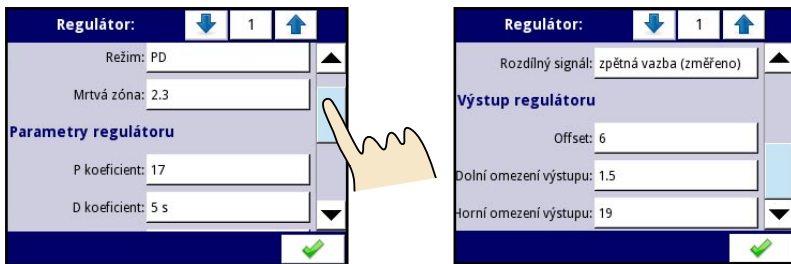 Regulátor: 1
Režim: PD
Mrtvá zóna: 2.3
Parametry regulátoru
P koeficient: 17
D koeficient: 5 s
Regulátor: 1
Rozdílný signál: zpětná vazba (změřeno)
Výstup regulátoru
Offset: 6
Dolní omezení výstupu: 1.5
Horní omezení výstupu: 19